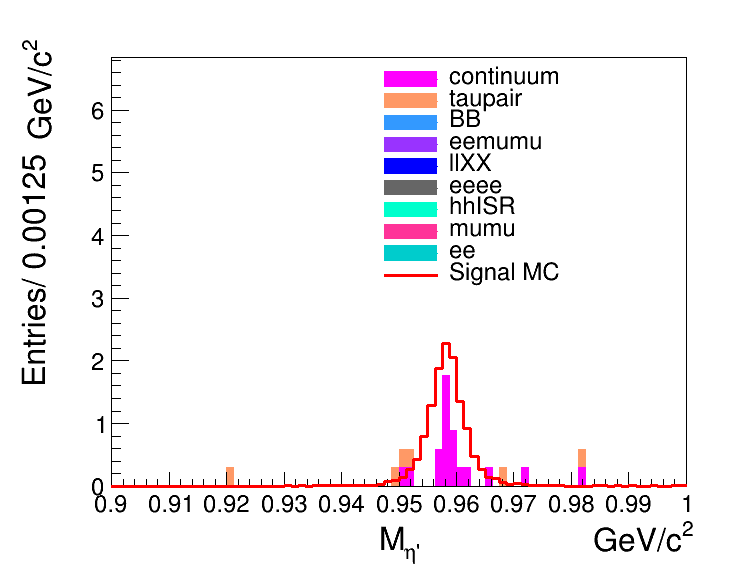 Entries/ 0.00125 GeV/c²
6
5
4
3
2
1
0
continuum
taupair
BB
eemumu
llXX
eeee
hhISR
mumu
ee
Signal MC
0.9 0.91 0.92 0.93 0.94 0.95 0.96 0.97 0.98 0.99 1
M_η' GeV/c²